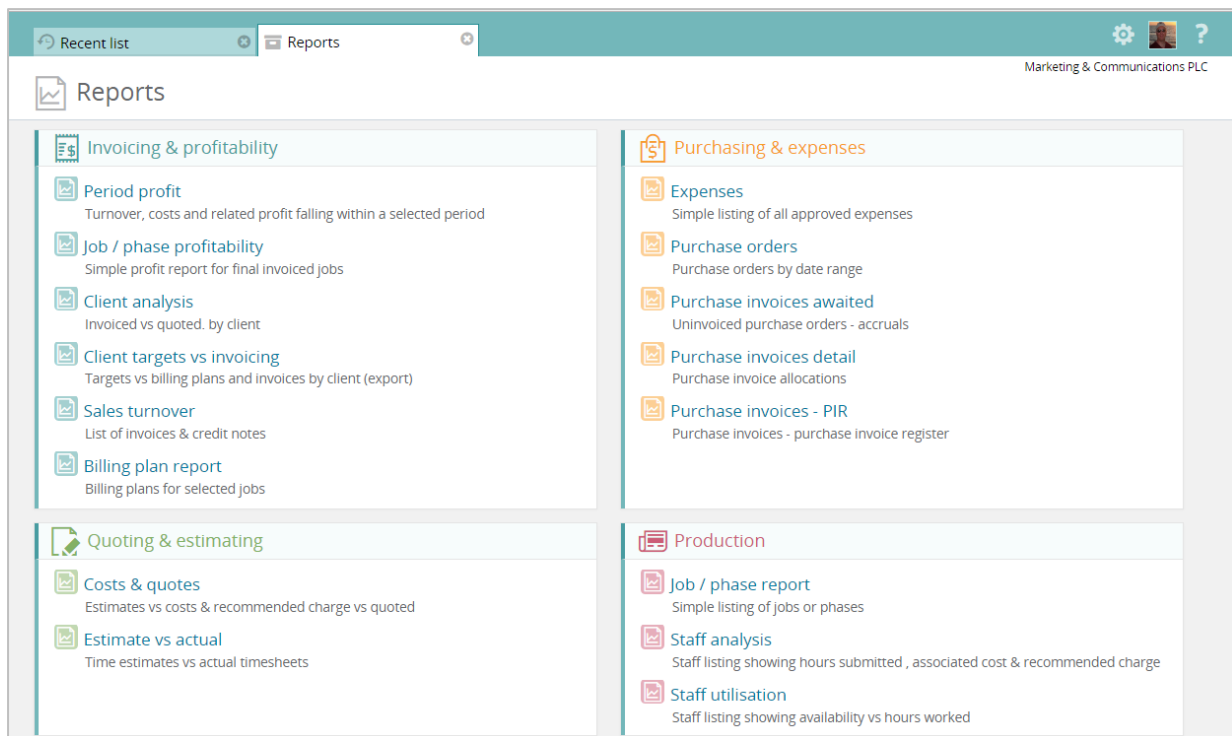 Recent list
Reports
?
Marketing & Communications PLC
Reports
Invoicing & profitability
Period profit
Turnover, costs and related profit falling within a selected period
Job / phase profitability
Simple profit report for final invoiced jobs
Client analysis
Invoiced vs quoted. by client
Client targets vs invoicing
Targets vs billing plans and invoices by client (export)
Sales turnover
List of invoices & credit notes
Billing plan report
Billing plans for selected jobs
Purchasing & expenses
Expenses
Simple listing of all approved expenses
Purchase orders
Purchase orders by date range
Purchase invoices awaited
Uninvoiced purchase orders - accruals
Purchase invoices detail
Purchase invoice allocations
Purchase invoices - PIR
Purchase invoices - purchase invoice register
Quoting & estimating
Costs & quotes
Estimates vs costs & recommended charge vs quoted
Estimate vs actual
Time estimates vs actual timesheets
Production
Job / phase report
Simple listing of jobs or phases
Staff analysis
Staff listing showing hours submitted , associated cost & recommended charge
Staff utilisation
Staff listing showing availability vs hours worked